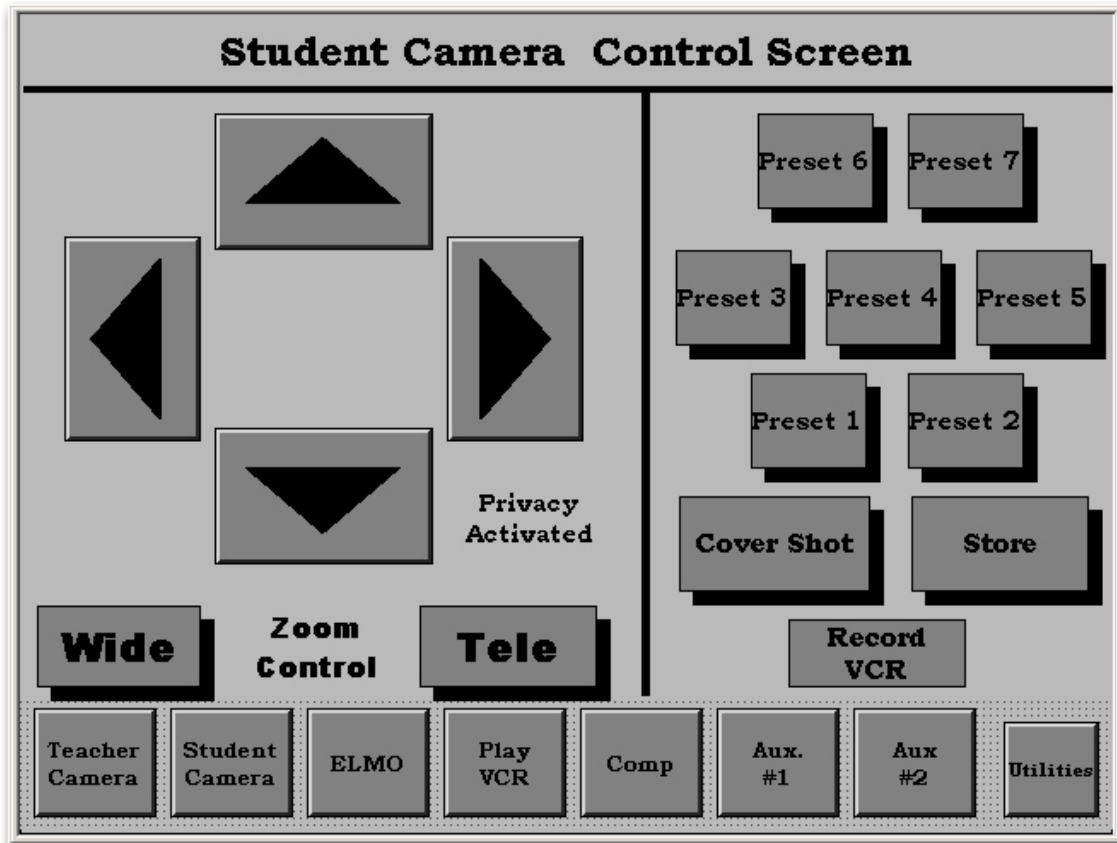 Student Camera Control Screen
Preset 6
Preset 7
Preset 3
Preset 4
Preset 5
Preset 1
Preset 2
Privacy
Activated
Cover Shot
Store
Wide
Zoom
Control
Tele
Record
VCR
Teacher
Camera
Student
Camera
ELMO
Play
VCR
Comp
Aux.
#1
Aux
#2
Utilities